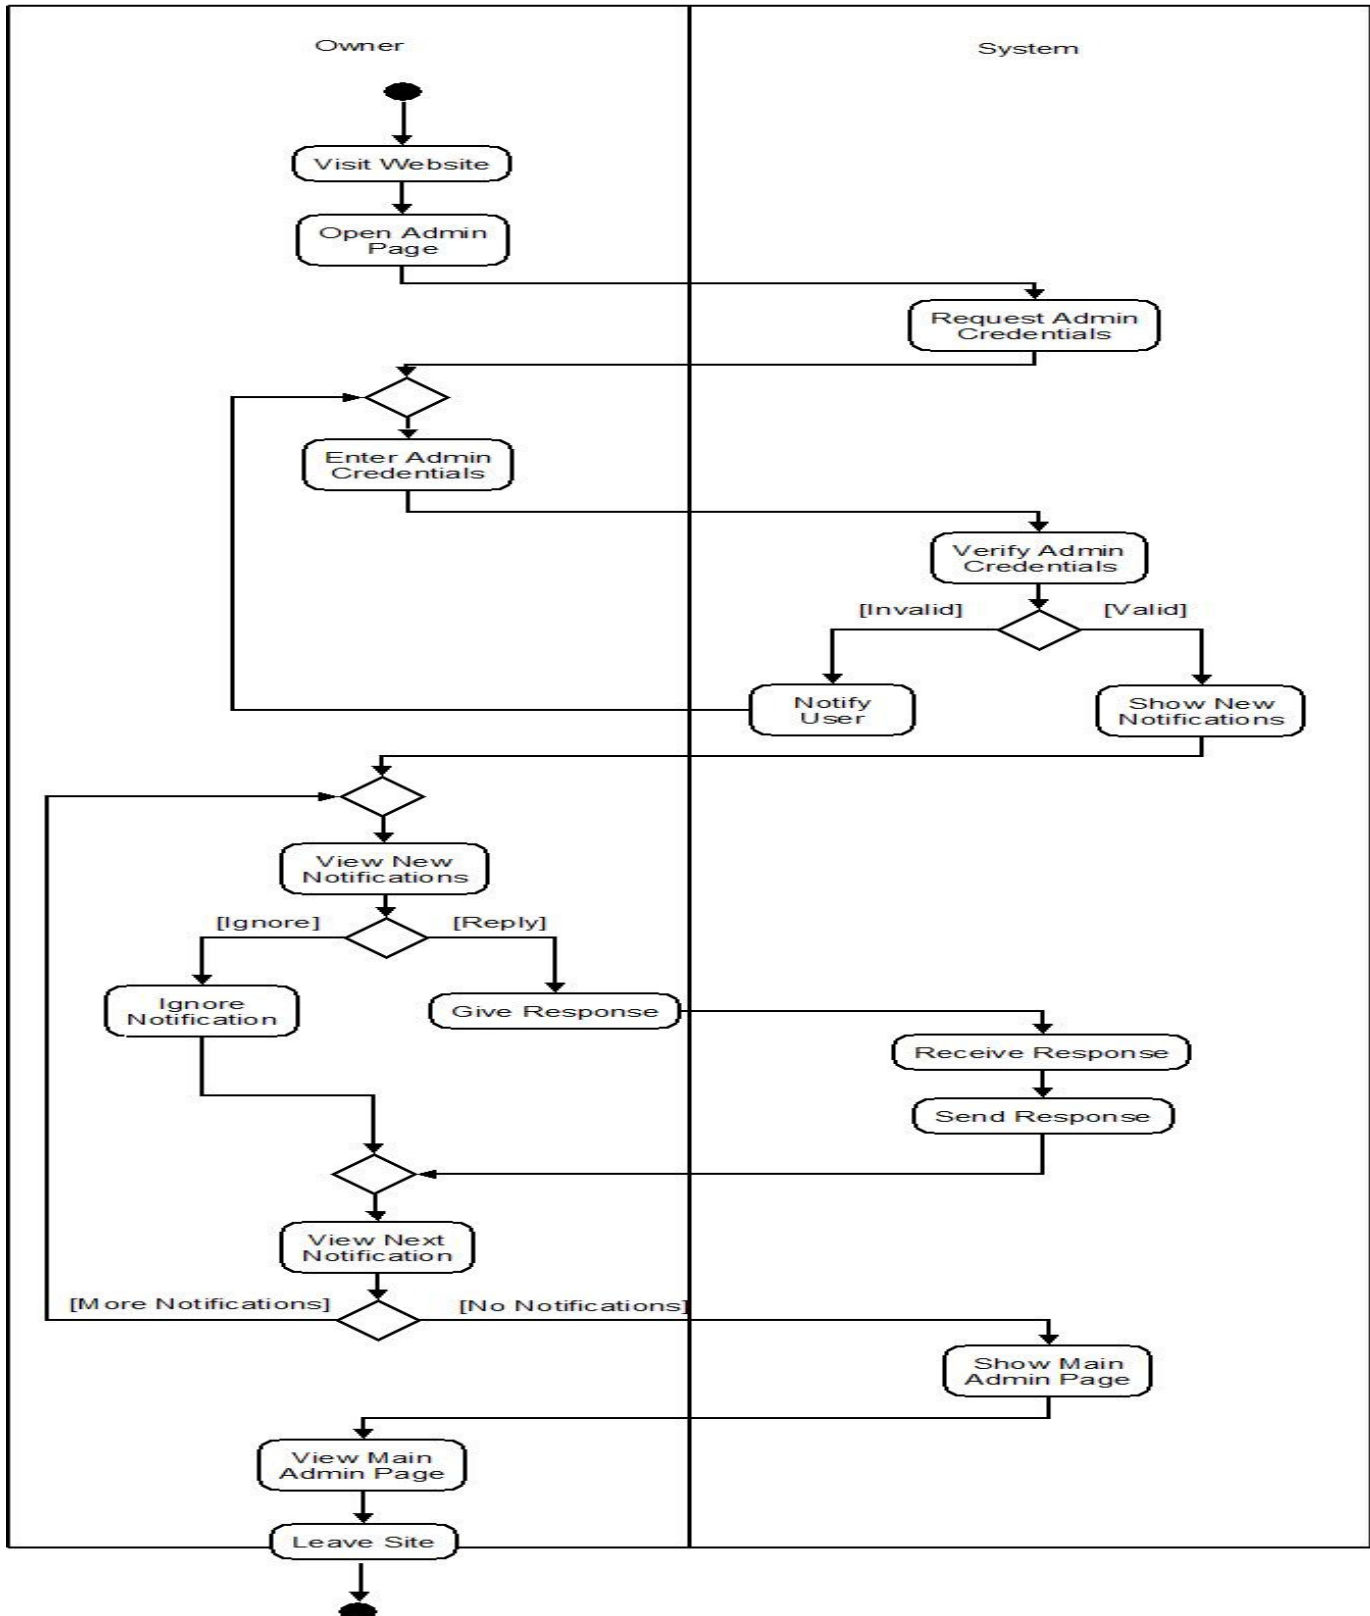 Owner
System
Visit Website
Open Admin
Page
Request Admin
Credentials
Enter Admin
Credentials
Verify Admin
Credentials
[Invalid]
[Valid]
Notify
User
Show New
Notifications
View New
Notifications
[Ignore]
[Reply]
Ignore
Notification
Give Response
Receive Response
Send Response
View Next
Notification
[More Notifications]
[No Notifications]
Show Main
Admin Page
View Main
Admin Page
Leave Site